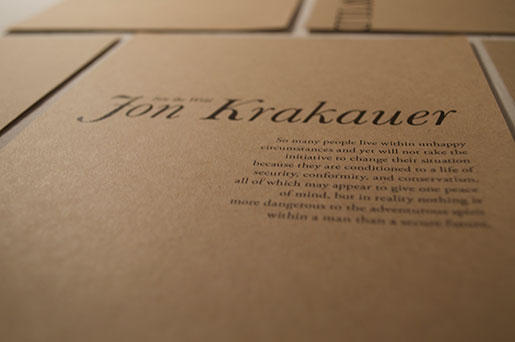 Into the Wild
Jon Krakauer
So many people live within unhappy
circumstances and yet will not take the
initiative to change their situation
because they are conditioned to a life of
security, conformity, and conservatism,
all of which may appear to give one peace
of mind, but in reality nothing is
more dangerous to the adventurous spirit
within a man than a secure future.